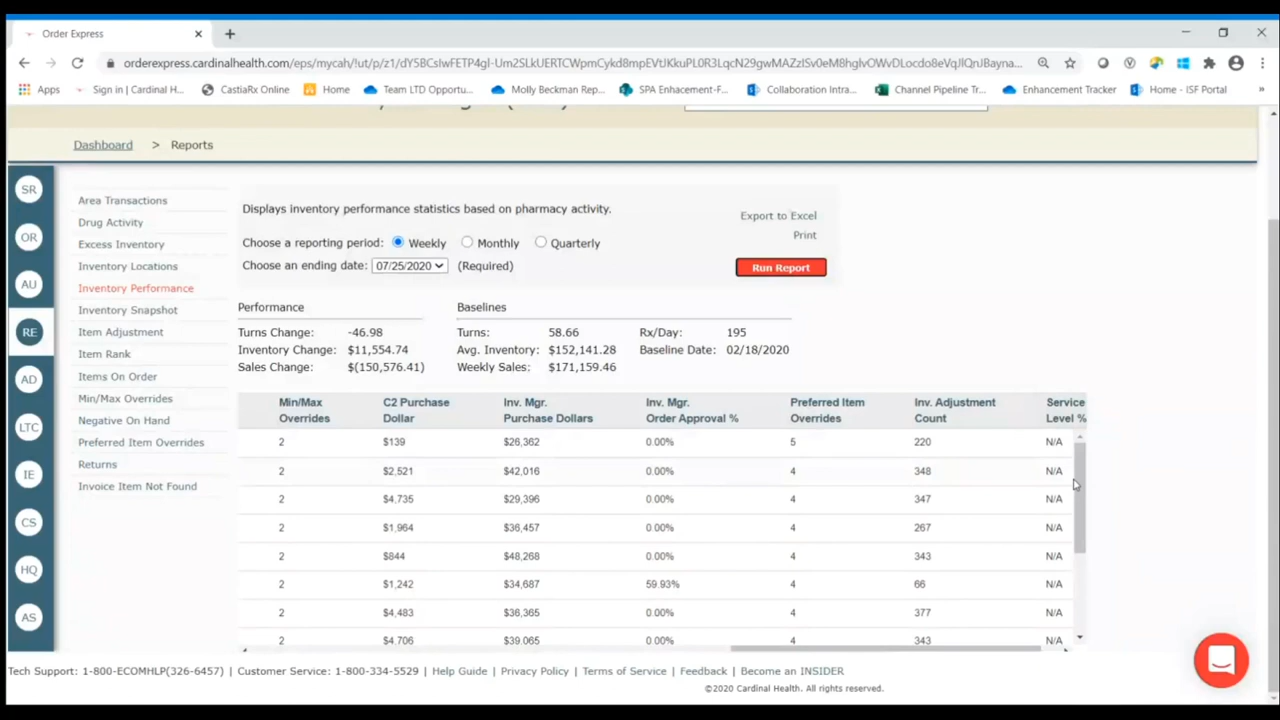 Order Express
orderexpress.cardinalhealth.com/eps/mycah/!ut/p/z1/
Apps Sign in | Cardinal H... CastiaRx Online Home Team LTD Opportu... Molly Beckman Rep... SPA Enhacement-F... Collaboration Intra... Channel Pipeline Tr... Enhancement Tracker Home - ISF Portal »
Dashboard > Reports
SR
OR
AU
RE
AD
LTC
IE
CS
HQ
AS
Area Transactions
Drug Activity
Excess Inventory
Inventory Locations
Inventory Performance
Inventory Snapshot
Item Adjustment
Item Rank
Items On Order
Min/Max Overrides
Negative On Hand
Preferred Item Overrides
Returns
Invoice Item Not Found
Displays inventory performance statistics based on pharmacy activity.
Export to Excel
Print
Choose a reporting period: Weekly Monthly Quarterly
Choose an ending date: 07/25/2020 (Required)
Run Report
Performance Baselines
Turns Change: -46.98 Turns: 58.66 Rx/Day: 195
Inventory Change: $11,554.74 Avg. Inventory: $152,141.28 Baseline Date: 02/18/2020
Sales Change: $(150,576.41) Weekly Sales: $171,159.46
Min/Max C2 Purchase Inv. Mgr. Inv. Mgr. Preferred Item Inv. Adjustment Service
Overrides Dollar Purchase Dollars Order Approval % Overrides Count Level %
2 $139 $26,362 0.00% 5 220 N/A
2 $2,521 $42,016 0.00% 4 348 N/A
2 $4,735 $29,396 0.00% 4 347 N/A
2 $1,964 $36,457 0.00% 4 267 N/A
2 $844 $48,268 0.00% 4 343 N/A
2 $1,242 $34,687 59.93% 4 66 N/A
2 $4,483 $36,365 0.00% 4 377 N/A
2 $4,706 $39,065 0.00% 4 343 N/A
Tech Support: 1-800-ECOMHLP(326-6457) | Customer Service: 1-800-334-5529 | Help Guide | Privacy Policy | Terms of Service | Feedback | Become an INSIDER
©2020 Cardinal Health. All rights reserved.